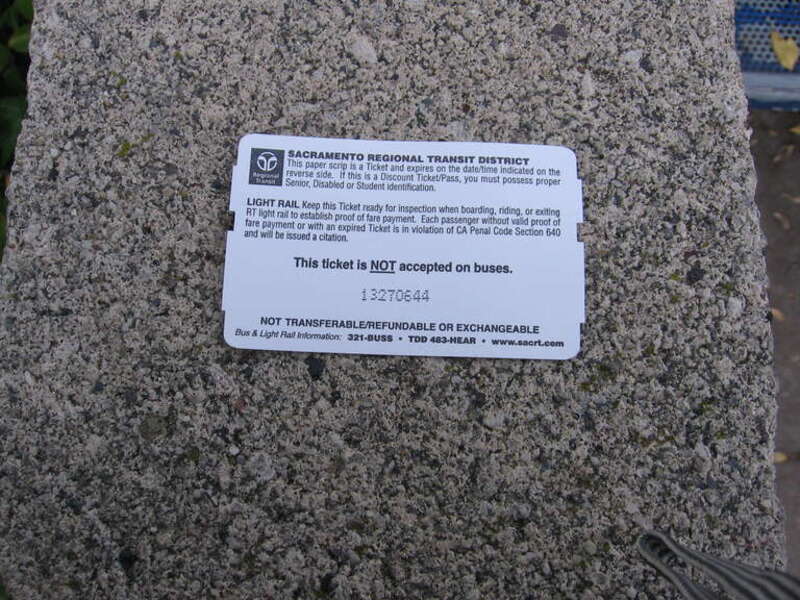 SACRAMENTO REGIONAL TRANSIT DISTRICT
This paper scrip is a Ticket and expires on the date/time indicated on the
reverse side. If this is a Discount Ticket/Pass, you must possess proper
Senior, Disabled or Student identification.
Regional
Transit
LIGHT RAIL Keep this Ticket ready for inspection when boarding, riding, or exiting
RT light rail to establish proof of fare payment. Each passenger without valid proof of
fare payment or with an expired Ticket is in violation of CA Penal Code Section 640
and will be issued a citation.
This ticket is NOT accepted on buses.
13270644
NOT TRANSFERABLE/REFUNDABLE OR EXCHANGEABLE
Bus & Light Rail Information: 321-BUSS • TDD 483-HEAR • www.sacrt.com